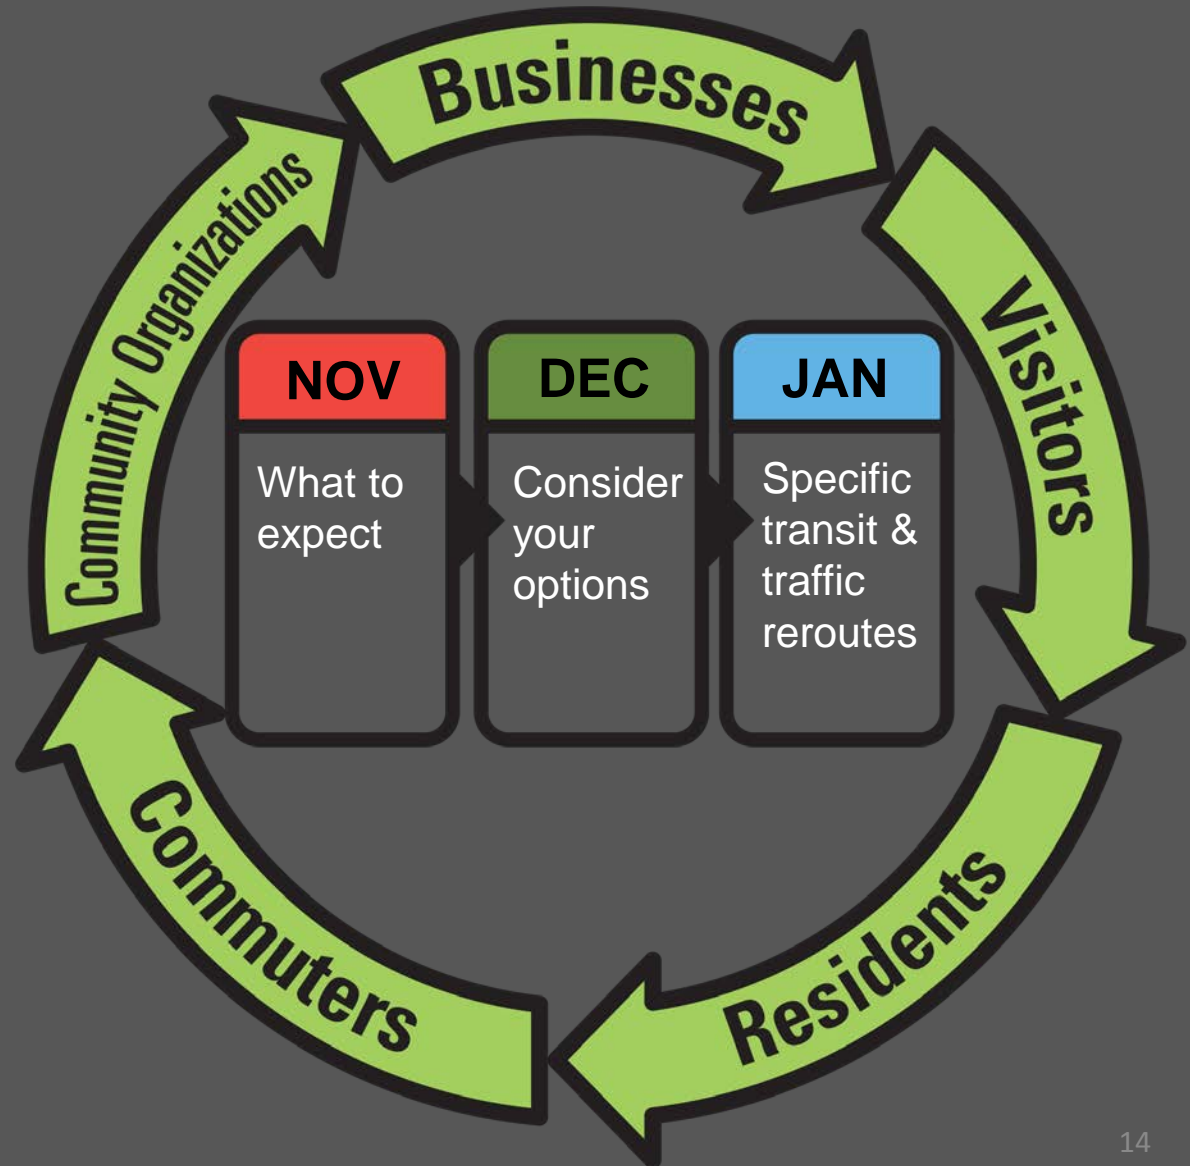 Businesses
Visitors
Residents
Commuters
Community Organizations
NOV
What to
expect
DEC
Consider
your
options
JAN
Specific
transit &
traffic
reroutes
14